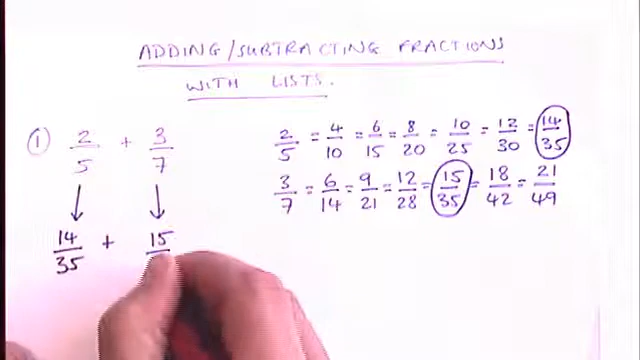 ADDING/SUBTRACTING FRACTIONS
WITH LISTS.
① 2/5 + 3/7
2/5 = 4/10 = 6/15 = 8/20 = 10/25 = 12/30 = 14/35
3/7 = 6/14 = 9/21 = 12/28 = 15/35 = 18/42 = 21/49
14/35 + 15